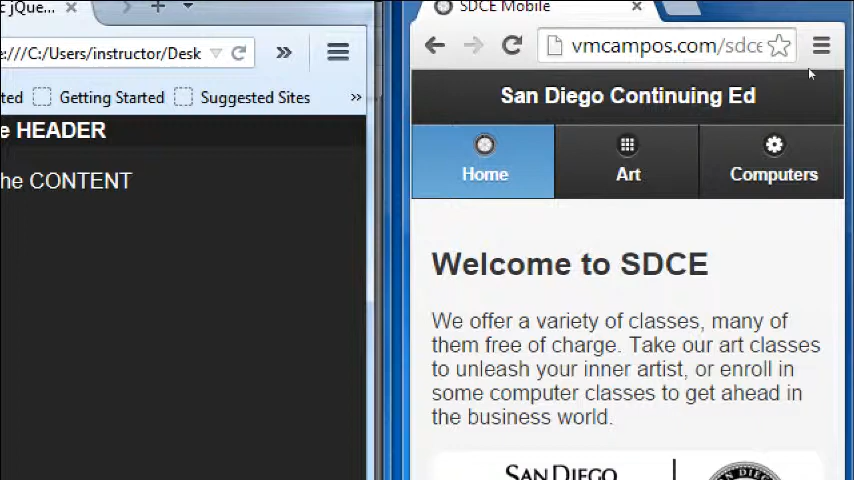 jQue...
e:///C:/Users/instructor/Desk
ted Getting Started Suggested Sites
e HEADER
he CONTENT
SDCE Mobile
vmcampos.com/sdce
San Diego Continuing Ed
Home Art Computers
Welcome to SDCE
We offer a variety of classes, many of
them free of charge. Take our art classes
to unleash your inner artist, or enroll in
some computer classes to get ahead in
the business world.
SAN DIEGO